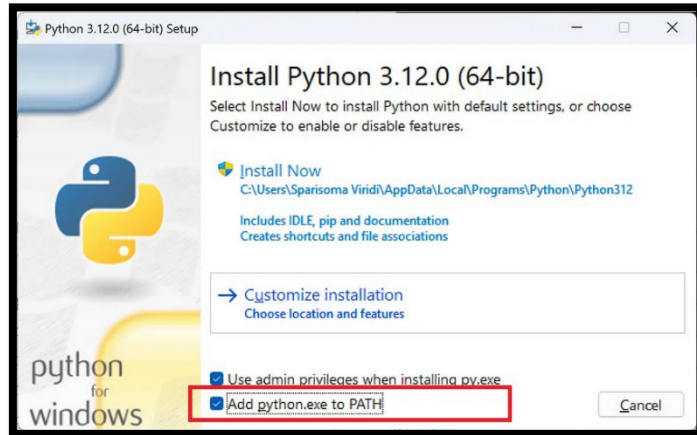 Python 3.12.0 (64-bit) Setup
Install Python 3.12.0 (64-bit)
Select Install Now to install Python with default settings, or choose
Customize to enable or disable features.
Install Now
C:\Users\Sparisoma Viridi\AppData\Local\Programs\Python\Python312
Includes IDLE, pip and documentation
Creates shortcuts and file associations
Customize installation
Choose location and features
python
for
windows
Use admin privileges when installing py.exe
Add python.exe to PATH
Cancel